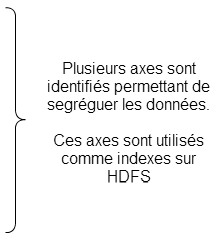 Plusieurs axes sont
identifiés permettant de
segréguer les données.
Ces axes sont utilisés
comme indexes sur
HDFS